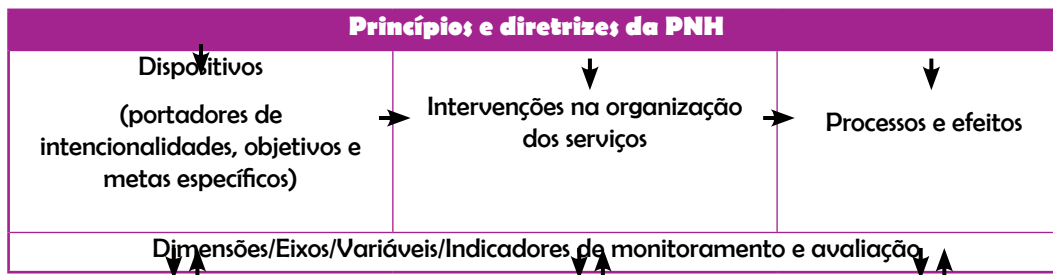 Princípios e diretrizes da PNH
Dispositivos
(portadores de
intencionalidades, objetivos e
metas específicos)
Intervenções na organização
dos serviços
Processos e efeitos
Dimensões/Eixos/Variáveis/Indicadores de monitoramento e avaliação